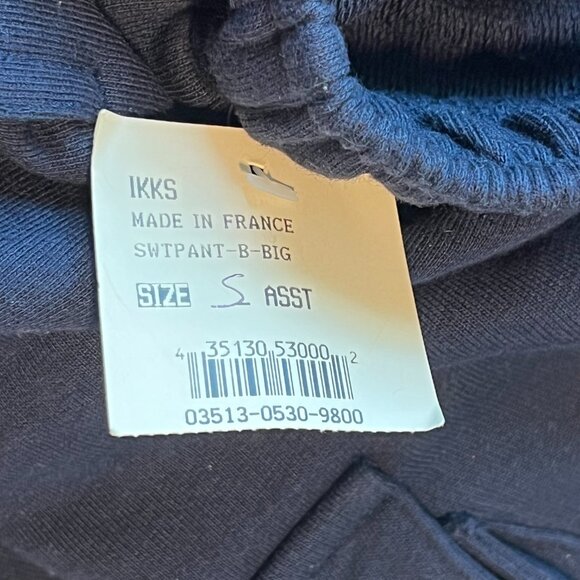 IKKS
MADE IN FRANCE
SWTPANT-B-BIG
SIZE S ASST
4 35130 53000 2
03513-0530-9800